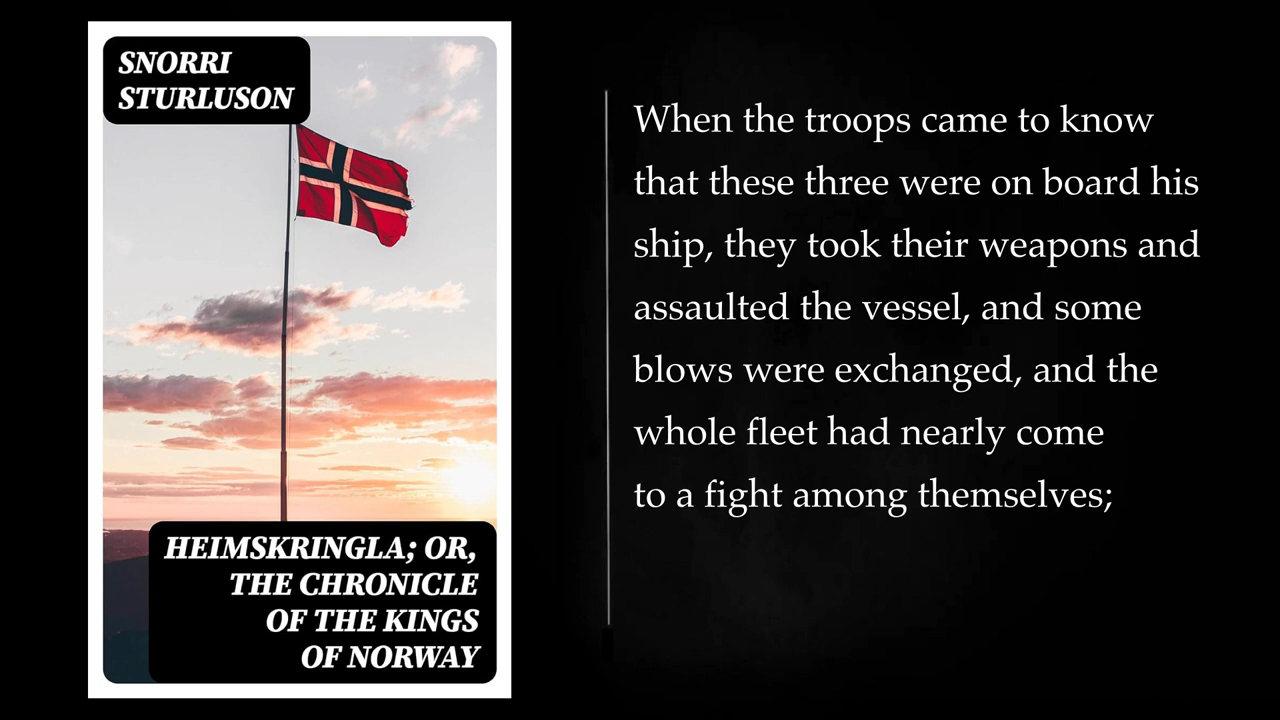 SNORRI
STURLUSON
HEIMSKRINGLA; OR,
THE CHRONICLE
OF THE KINGS
OF NORWAY
When the troops came to know
that these three were on board his
ship, they took their weapons and
assaulted the vessel, and some
blows were exchanged, and the
whole fleet had nearly come
to a fight among themselves;